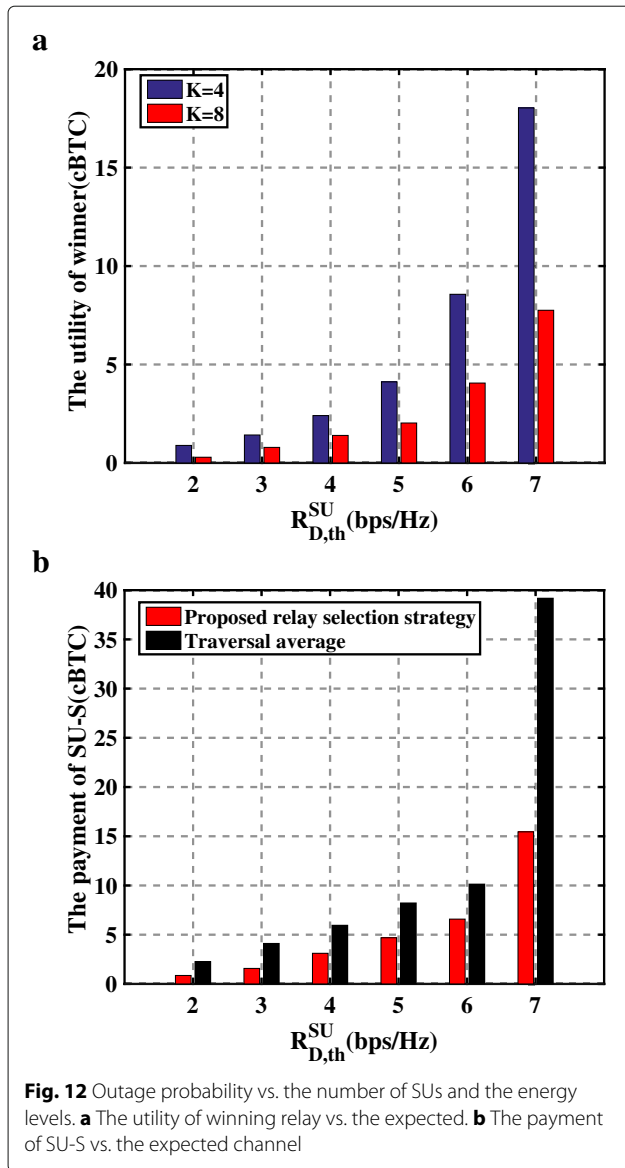 a
20
15
10
5
0
The utility of winner(cBTC)
K=4
K=8
2 3 4 5 6 7
R_{D,th}^{SU}(bps/Hz)
b
40
35
30
25
20
15
10
5
0
The payment of SU-S(cBTC)
Proposed relay selection strategy
Traversal average
2 3 4 5 6 7
R_{D,th}^{SU}(bps/Hz)
Fig. 12 Outage probability vs. the number of SUs and the energy
levels. a The utility of winning relay vs. the expected. b The payment
of SU-S vs. the expected channel